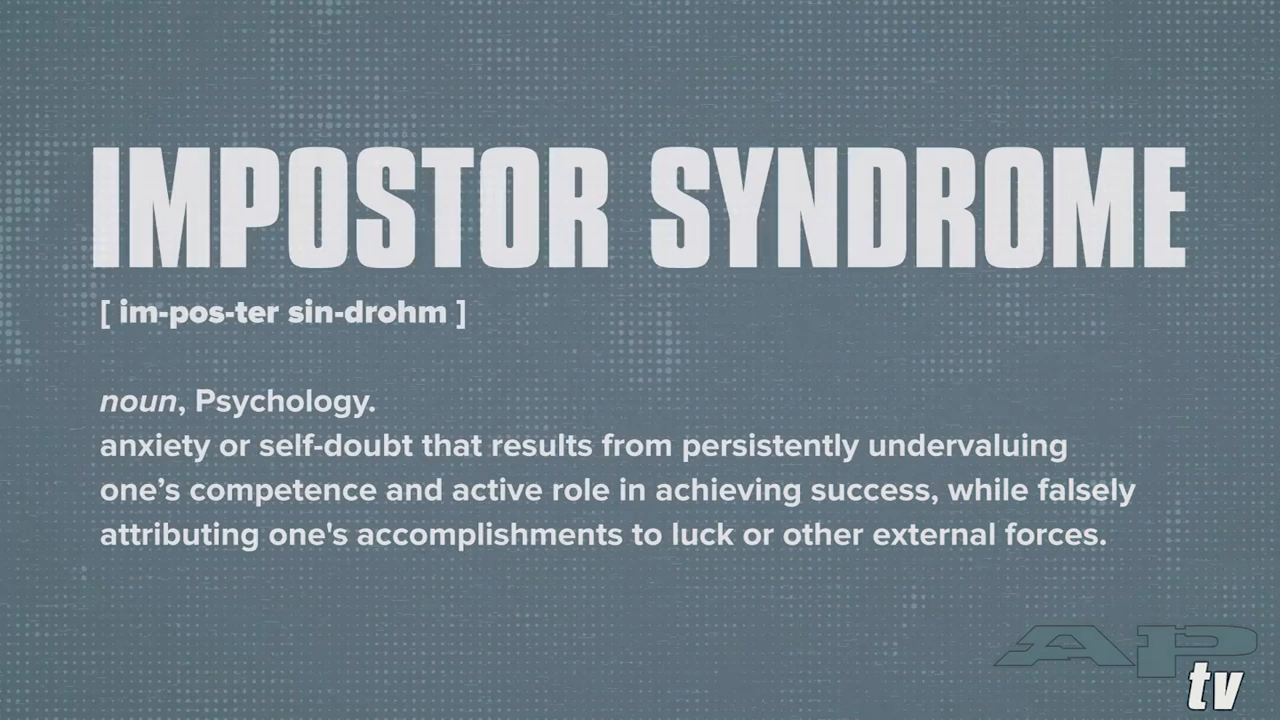 IMPOSTOR SYNDROME
[ im-pos-ter sin-drohm ]
noun, Psychology.
anxiety or self-doubt that results from persistently undervaluing
one’s competence and active role in achieving success, while falsely
attributing one's accomplishments to luck or other external forces.
AP
tv